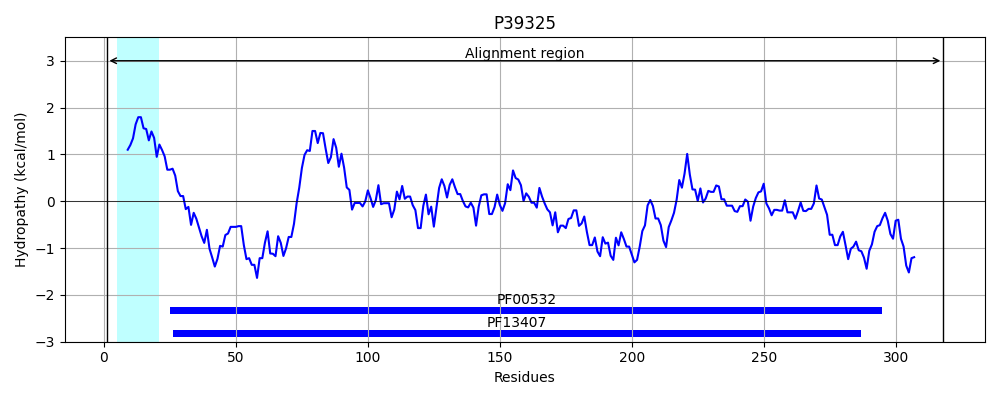 P39325
Alignment region
Hydropathy (kcal/mol)
3
2
1
0
−1
−2
−3
PF00532
PF13407
0 50 100 150 200 250 300
Residues